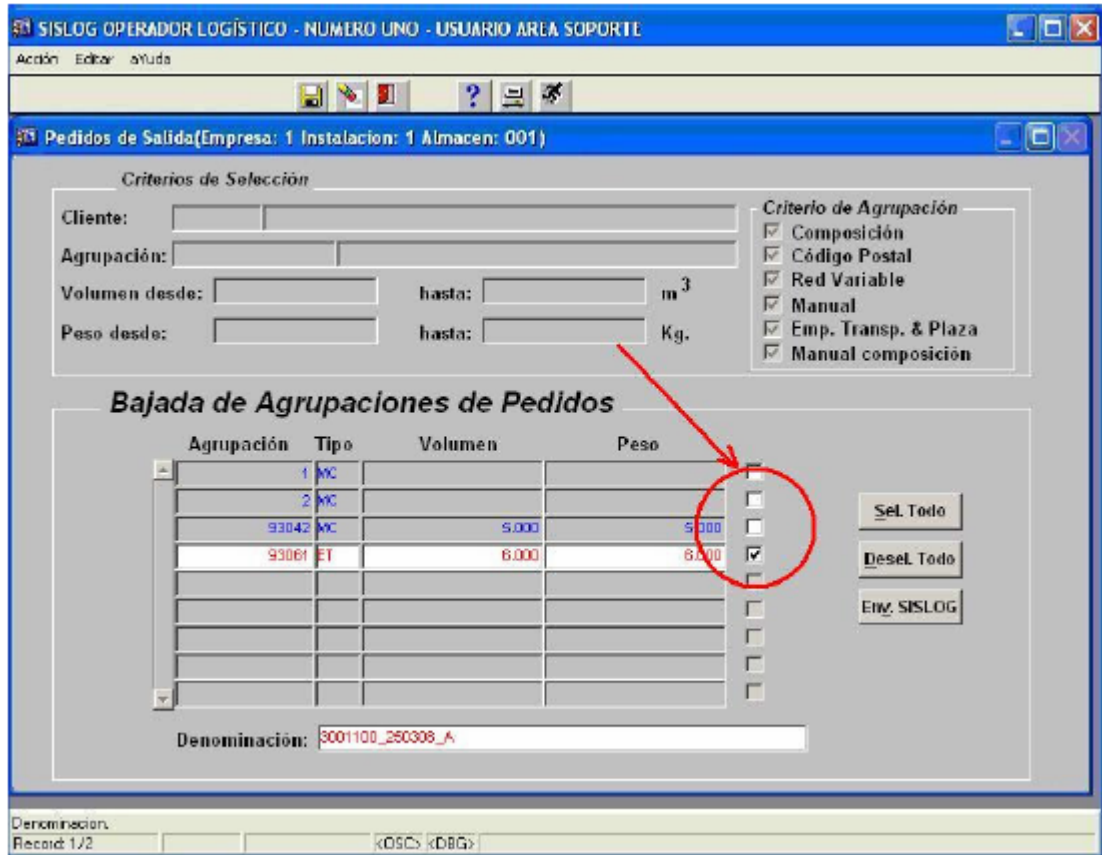 SISLOG OPERADOR LOGÍSTICO - NUMERO UNO - USUARIO AREA SOPORTE
Acción Editar aYuda
Pedidos de Salida(Empresa: 1 Instalacion: 1 Almacen: 001)
Criterios de Selección
Cliente:
Agrupación:
Volumen desde: hasta: m3
Peso desde: hasta: Kg.
Criterio de Agrupación
Composición
Código Postal
Red Variable
Manual
Emp. Transp. & Plaza
Manual composición
Bajada de Agrupaciones de Pedidos
Agrupación Tipo Volumen Peso
1 MC
2 MC
93042 MC 5.000 5.000
93061 ET 6.000 6.000
Sel. Todo
Desel. Todo
Env. SISLOG
Denominación: 3001100_250308_A
Denominacion.
Record: 1/2 <OSC> <DBG>